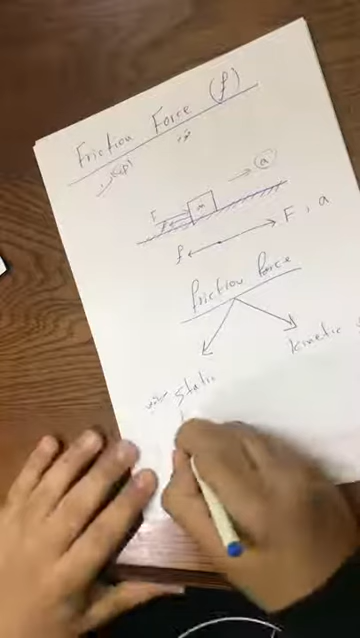 Friction Force (f)
a
F m
f F, a
friction force
static kinetic